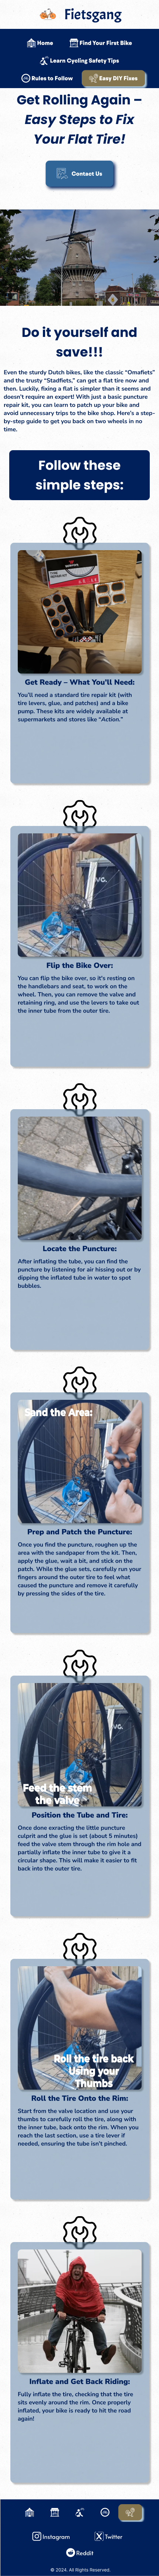 Fietsgang
Home
Find Your First Bike
Learn Cycling Safety Tips
Rules to Follow
Easy DIY Fixes
Get Rolling Again –
Easy Steps to Fix
Your Flat Tire!
Contact Us
Do it yourself and
save!!!
Even the sturdy Dutch bikes, like the classic “Omafiets”
and the trusty “Stadfiets,” can get a flat tire now and
then. Luckily, fixing a flat is simpler than it seems and
doesn't require an expert! With just a basic puncture
repair kit, you can learn to patch up your bike and
avoid unnecessary trips to the bike shop. Here's a step-
by-step guide to get you back on two wheels in no
time.
Follow these
simple steps:
Get Ready – What You'll Need:
You'll need a standard tire repair kit (with
tire levers, glue, and patches) and a bike
pump. These kits are widely available at
supermarkets and stores like “Action.”
VG.
Flip the Bike Over:
You can flip the bike over, so it's resting on
the handlebars and seat, to work on the
wheel. Then, you can remove the valve and
retaining ring, and use the levers to take out
the inner tube from the outer tire.
Locate the Puncture:
After inflating the tube, you can find the
puncture by listening for air hissing out or by
dipping the inflated tube in water to spot
bubbles.
Sand the Area:
Prep and Patch the Puncture:
Once you find the puncture, roughen up the
area with the sandpaper from the kit. Then,
apply the glue, wait a bit, and stick on the
patch. While the glue sets, carefully run your
fingers around the outer tire to feel what
caused the puncture and remove it carefully
by pressing the sides of the tire.
VG.
Feed the stem
the valve
Position the Tube and Tire:
Once done exracting the little puncture
culprit and the glue is set (about 5 minutes)
feed the valve stem through the rim hole and
partially inflate the inner tube to give it a
circular shape. This will make it easier to fit
back into the outer tire.
Roll the tire back
Using your
Thumbs
Roll the Tire Onto the Rim:
Start from the valve location and use your
thumbs to carefully roll the tire, along with
the inner tube, back onto the rim. When you
reach the last section, use a tire lever if
needed, ensuring the tube isn't pinched.
Inflate and Get Back Riding:
Fully inflate the tire, checking that the tire
sits evenly around the rim. Once properly
inflated, your bike is ready to hit the road
again!
Instagram
Twitter
Reddit
© 2024. All Rights Reserved.